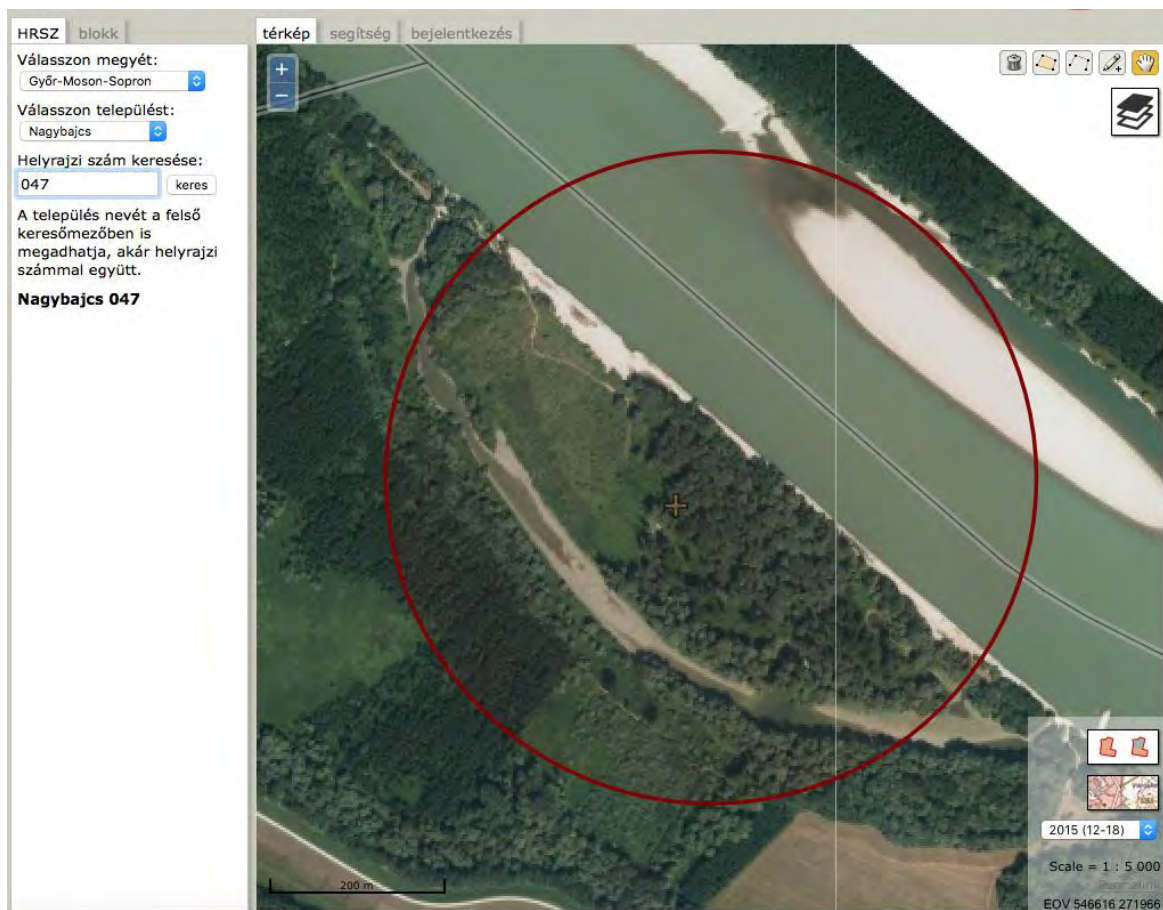 HRSZ
blokk
Válasszon megyét:
Győr-Moson-Sopron
Válasszon települést:
Nagybajcs
Helyrajzi szám keresése:
047
keres
A település nevét a felső
keresőmezőben is
megadhatja, akár helyrajzi
számmal együtt.
Nagybajcs 047
térkép
segítség
bejelentkezés
+
−
200 m
2015 (12-18)
Scale = 1 : 5 000
EOV 546616 271966